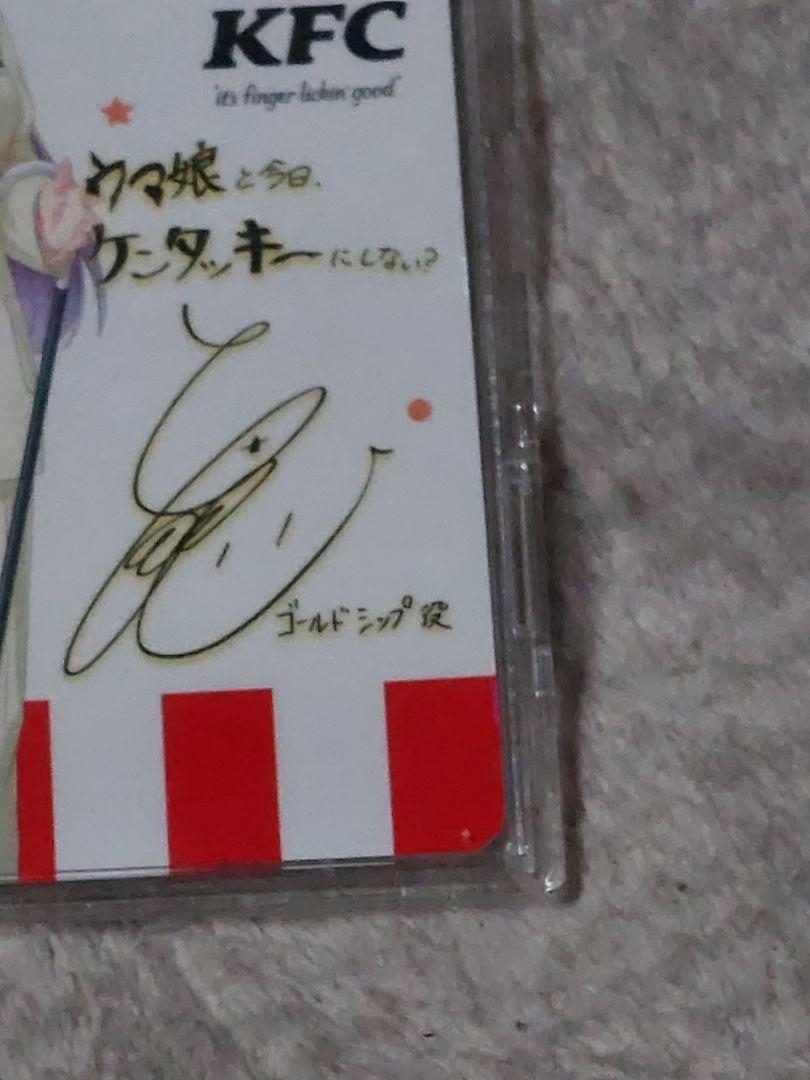 KFC
it's finger lickin' good
ウマ娘と今日、
ケンタッキーにしない?
ゴールドシップ役